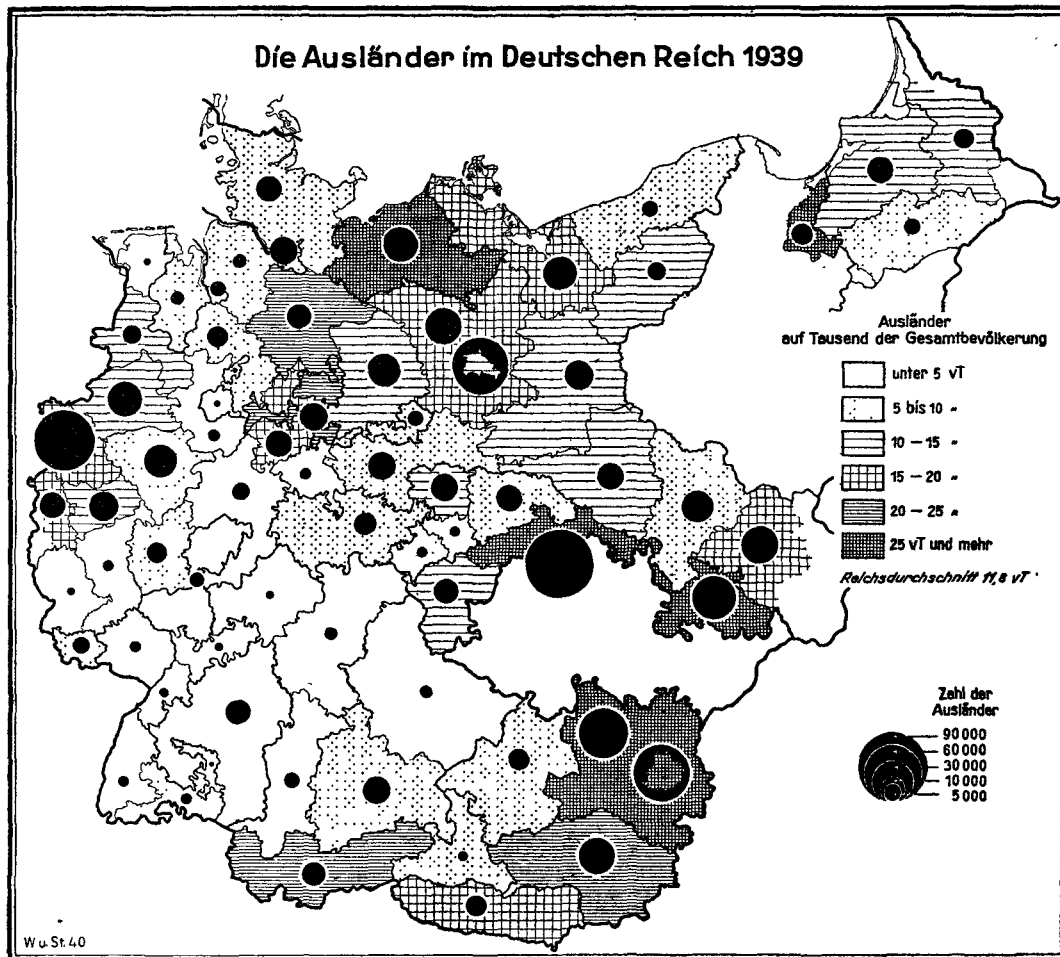 Die Ausländer im Deutschen Reich 1939
Ausländer
auf Tausend der Gesamtbevölkerung
unter 5 vT
5 bis 10 „
10 – 15 „
15 – 20 „
20 – 25 „
25 vT und mehr
Reichsdurchschnitt 11,8 vT
Zahl der
Ausländer
90 000
60 000
30 000
10 000
5 000
W u. St. 40